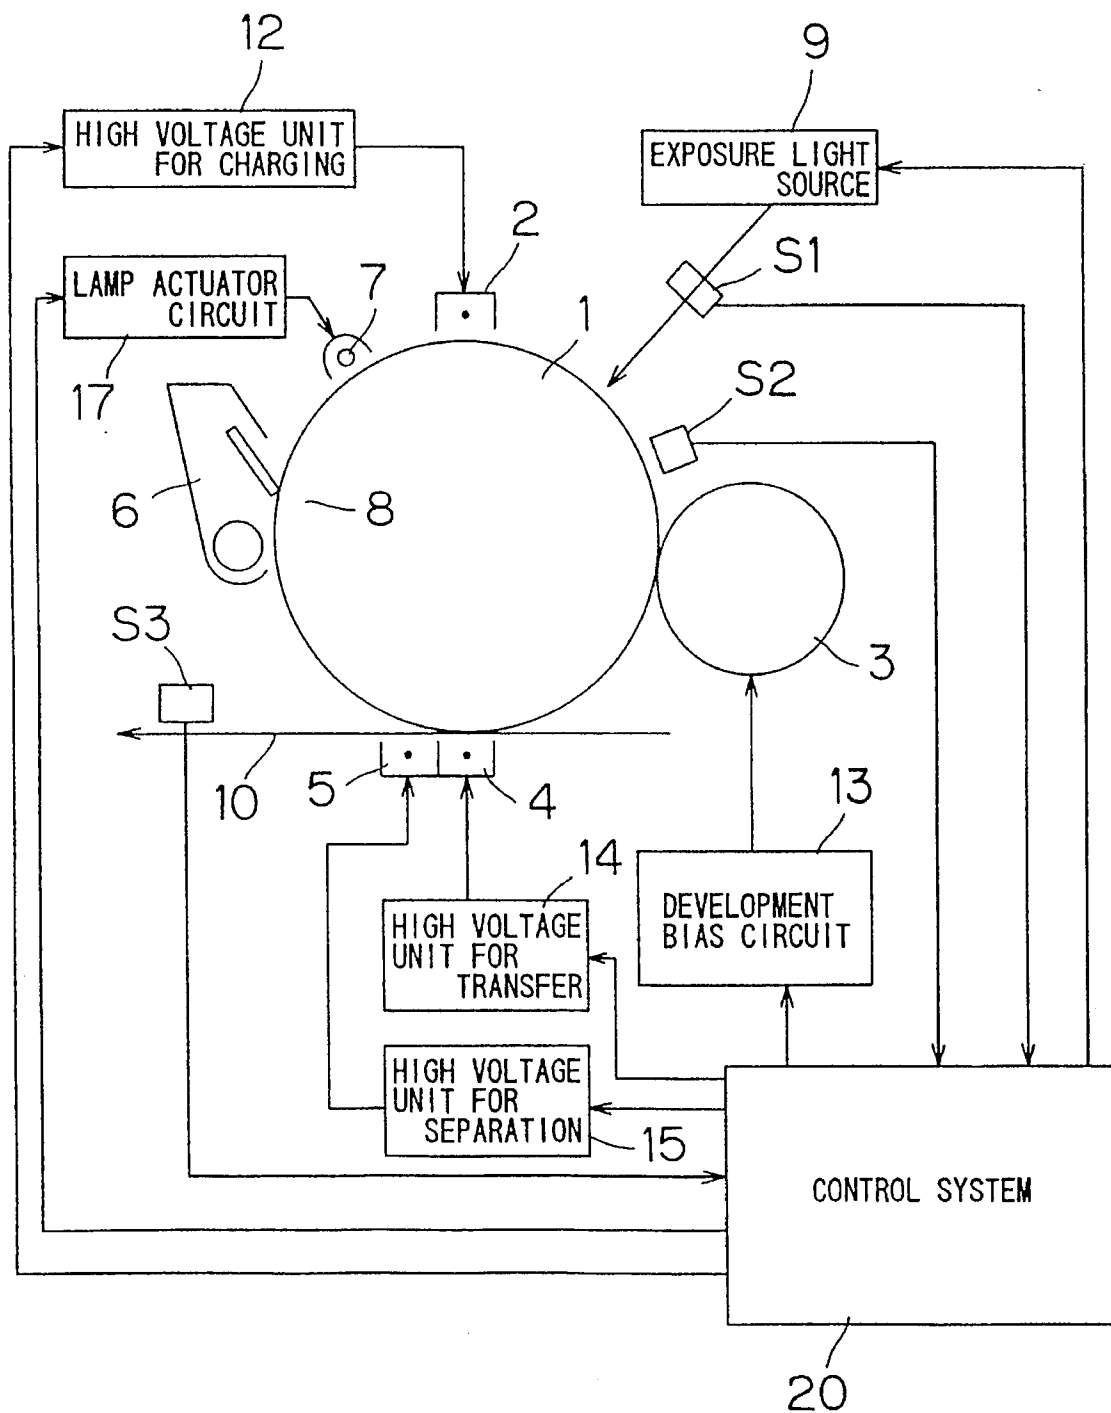 12
9
HIGH VOLTAGE UNIT
FOR CHARGING
EXPOSURE LIGHT
SOURCE
2
S1
LAMP ACTUATOR
CIRCUIT
7
1
17
S2
6
8
S3
3
10
5
4
13
14
HIGH VOLTAGE
UNIT FOR
TRANSFER
DEVELOPMENT
BIAS CIRCUIT
HIGH VOLTAGE
UNIT FOR
SEPARATION
15
CONTROL SYSTEM
20